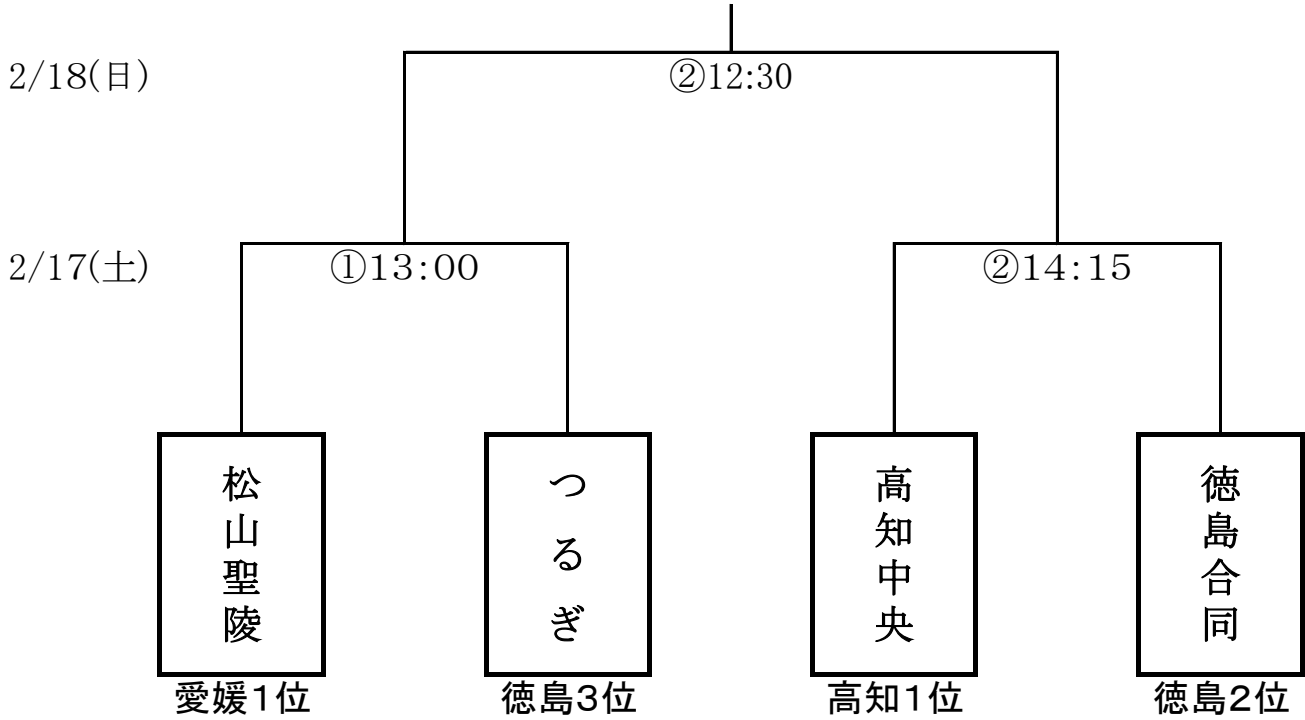 2/18(日)
②12:30
2/17(土)
①13:00
②14:15
松山聖陵
つるぎ
高知中央
徳島合同
愛媛1位
徳島3位
高知1位
徳島2位